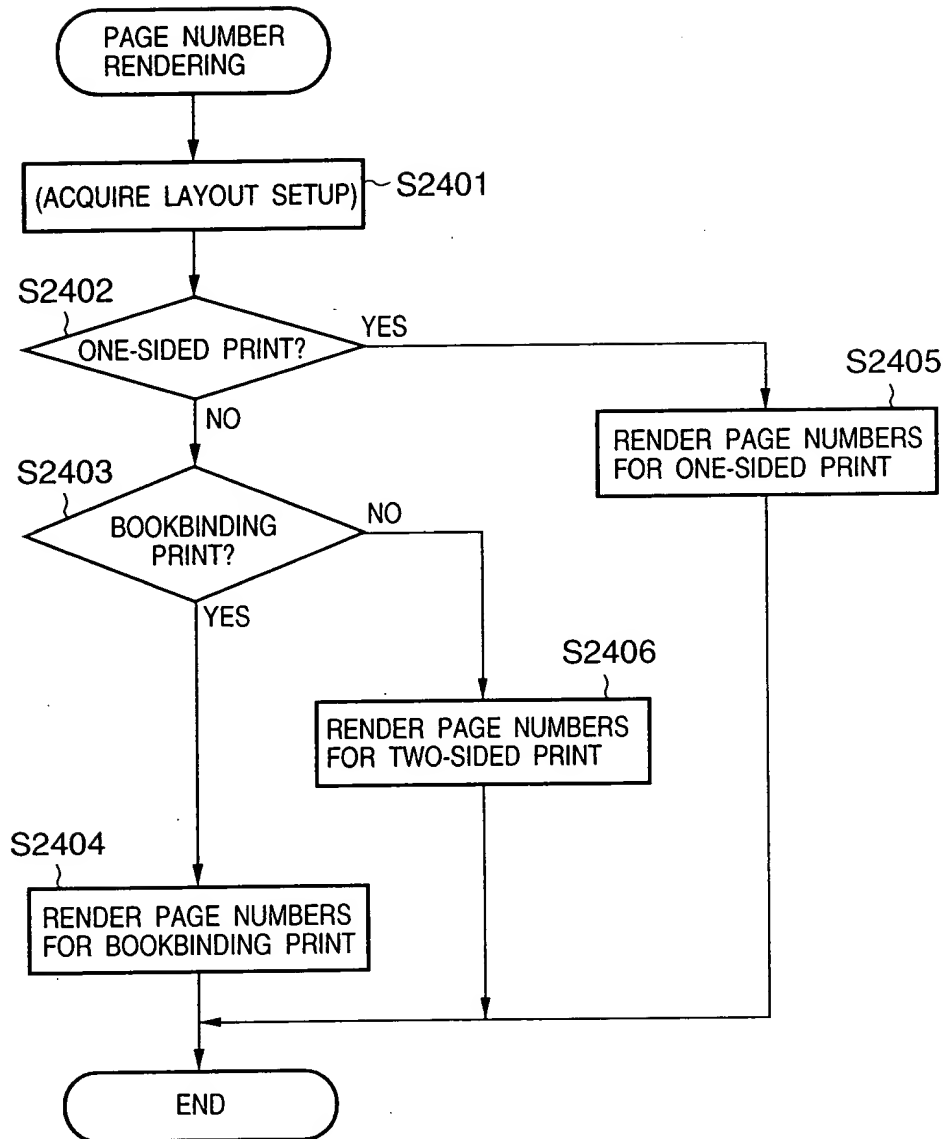 PAGE NUMBER
RENDERING
(ACQUIRE LAYOUT SETUP)
S2401
S2402
ONE-SIDED PRINT?
YES
NO
S2405
RENDER PAGE NUMBERS
FOR ONE-SIDED PRINT
S2403
BOOKBINDING
PRINT?
NO
YES
S2406
RENDER PAGE NUMBERS
FOR TWO-SIDED PRINT
S2404
RENDER PAGE NUMBERS
FOR BOOKBINDING PRINT
END